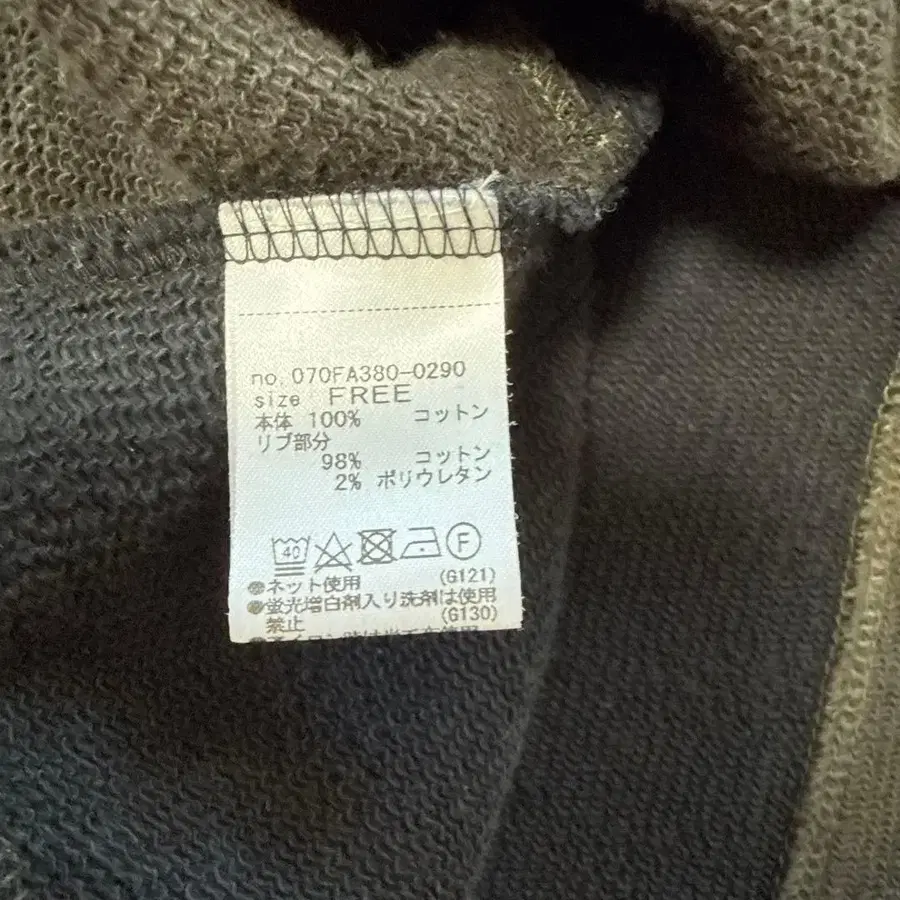 no. 070FA380-0290
size FREE
本体 100% コットン
リブ部分
98% コットン
2% ポリウレタン
40 F
●ネット使用 (G121)
●蛍光増白剤入り洗剤は使用
禁止 (G130)